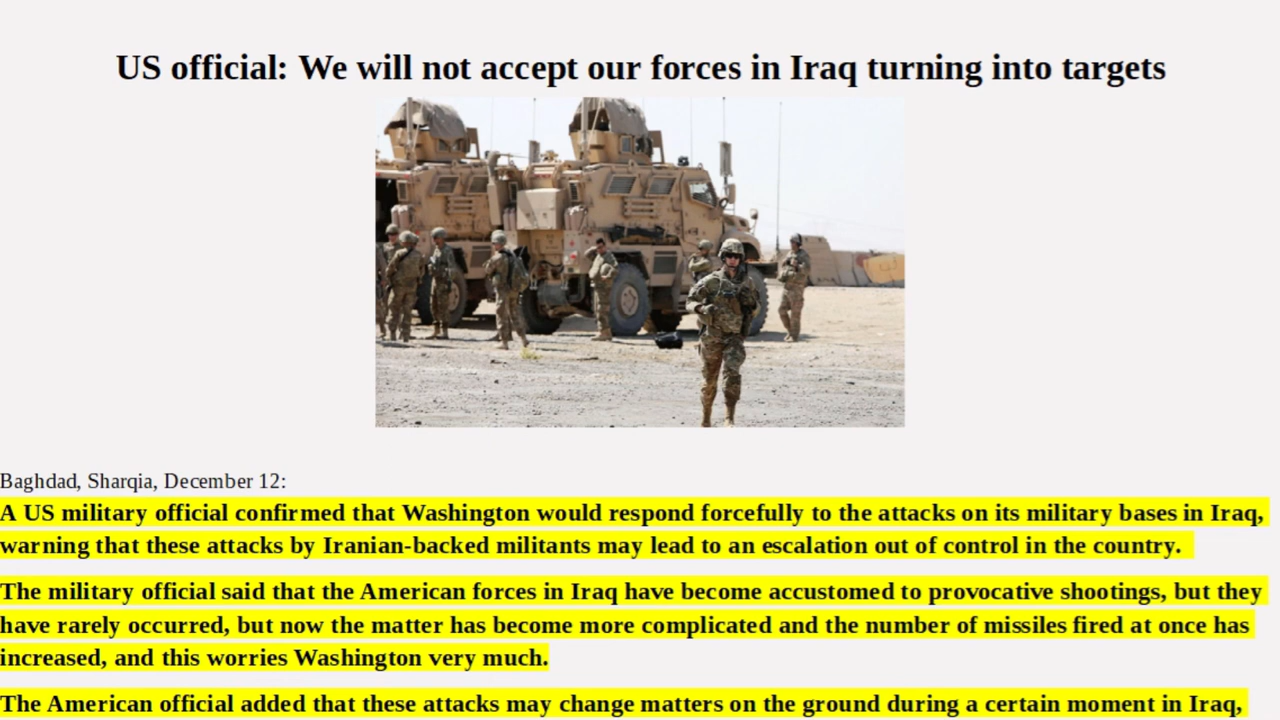 US official: We will not accept our forces in Iraq turning into targets
Baghdad, Sharqia, December 12:
A US military official confirmed that Washington would respond forcefully to the attacks on its military bases in Iraq,
warning that these attacks by Iranian-backed militants may lead to an escalation out of control in the country.
The military official said that the American forces in Iraq have become accustomed to provocative shootings, but they
have rarely occurred, but now the matter has become more complicated and the number of missiles fired at once has
increased, and this worries Washington very much.
The American official added that these attacks may change matters on the ground during a certain moment in Iraq,